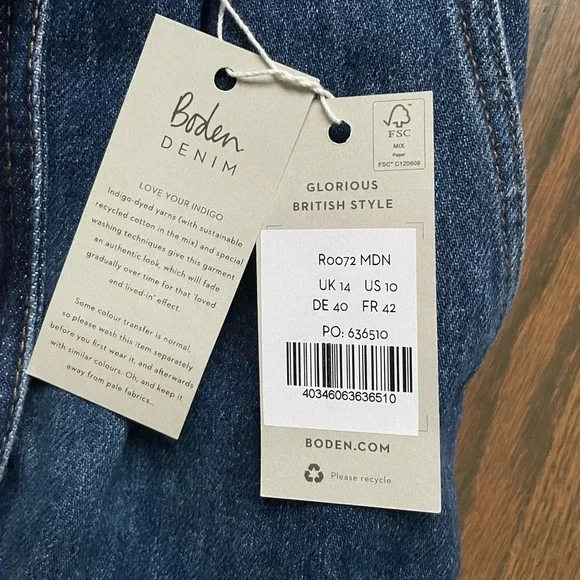 Boden
DENIM
LOVE YOUR INDIGO
Indigo-dyed yarns (with sustainable
recycled cotton in the mix) and special
washing techniques give this garment
an authentic look, which will fade
gradually over time for that 'loved
and lived-in' effect.
Some colour transfer is normal,
so please wash this item separately
before you first wear it, and afterwards
with similar colours. Oh, and keep it
away from pale fabrics...
FSC
MIX
Paper
FSC™ C120609
GLORIOUS
BRITISH STYLE
R0072 MDN
UK 14 US 10
DE 40 FR 42
PO: 636510
40346063636510
BODEN.COM
Please recycle